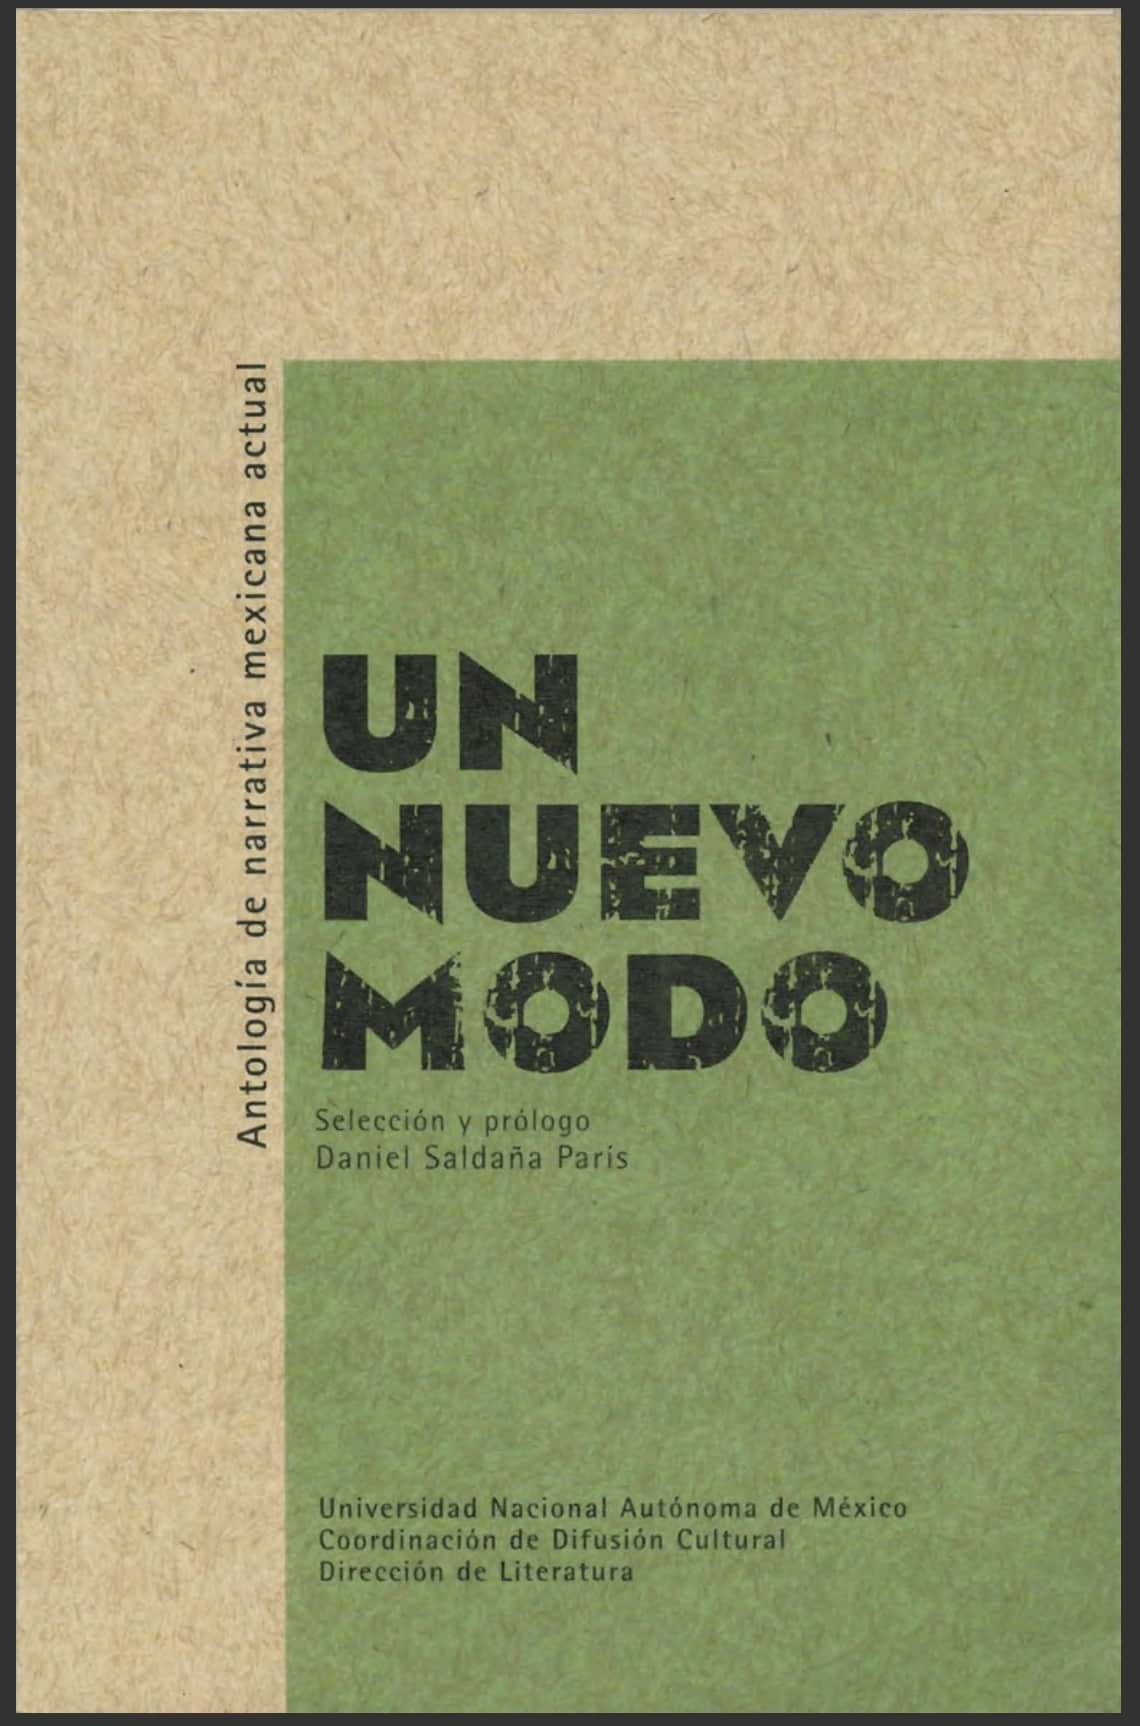 Antología de narrativa mexicana actual
UN
NUEVO
MODO
Selección y prólogo
Daniel Saldaña París
Universidad Nacional Autónoma de México
Coordinación de Difusión Cultural
Dirección de Literatura